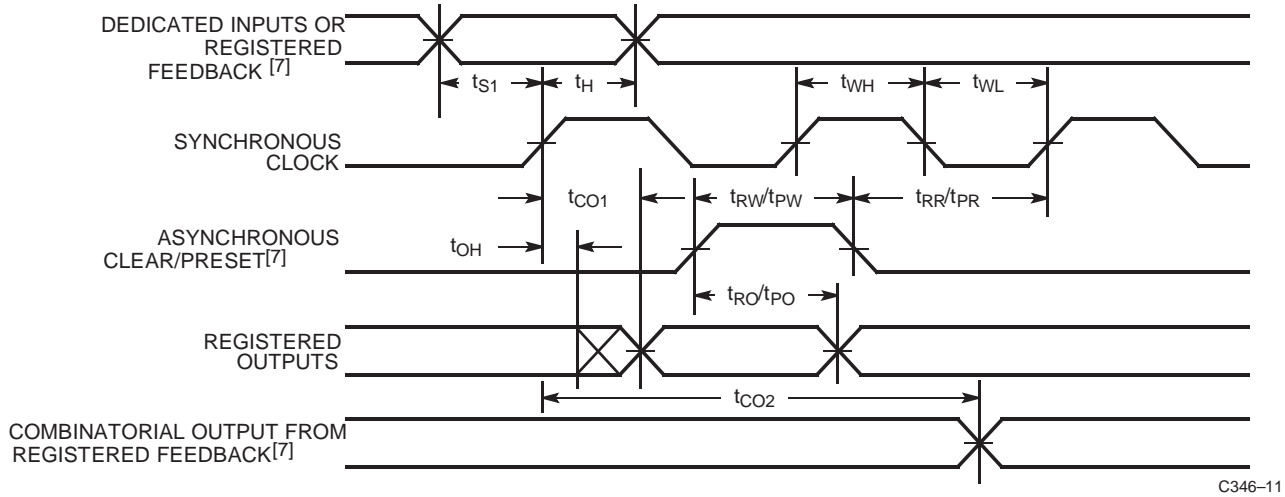 DEDICATED INPUTS OR
REGISTERED
FEEDBACK [7]
tS1
tH
tWH
tWL
SYNCHRONOUS
CLOCK
tCO1
tRW/tPW
tRR/tPR
ASYNCHRONOUS
CLEAR/PRESET[7]
tOH
tRO/tPO
REGISTERED
OUTPUTS
tCO2
COMBINATORIAL OUTPUT FROM
REGISTERED FEEDBACK[7]
C346–11